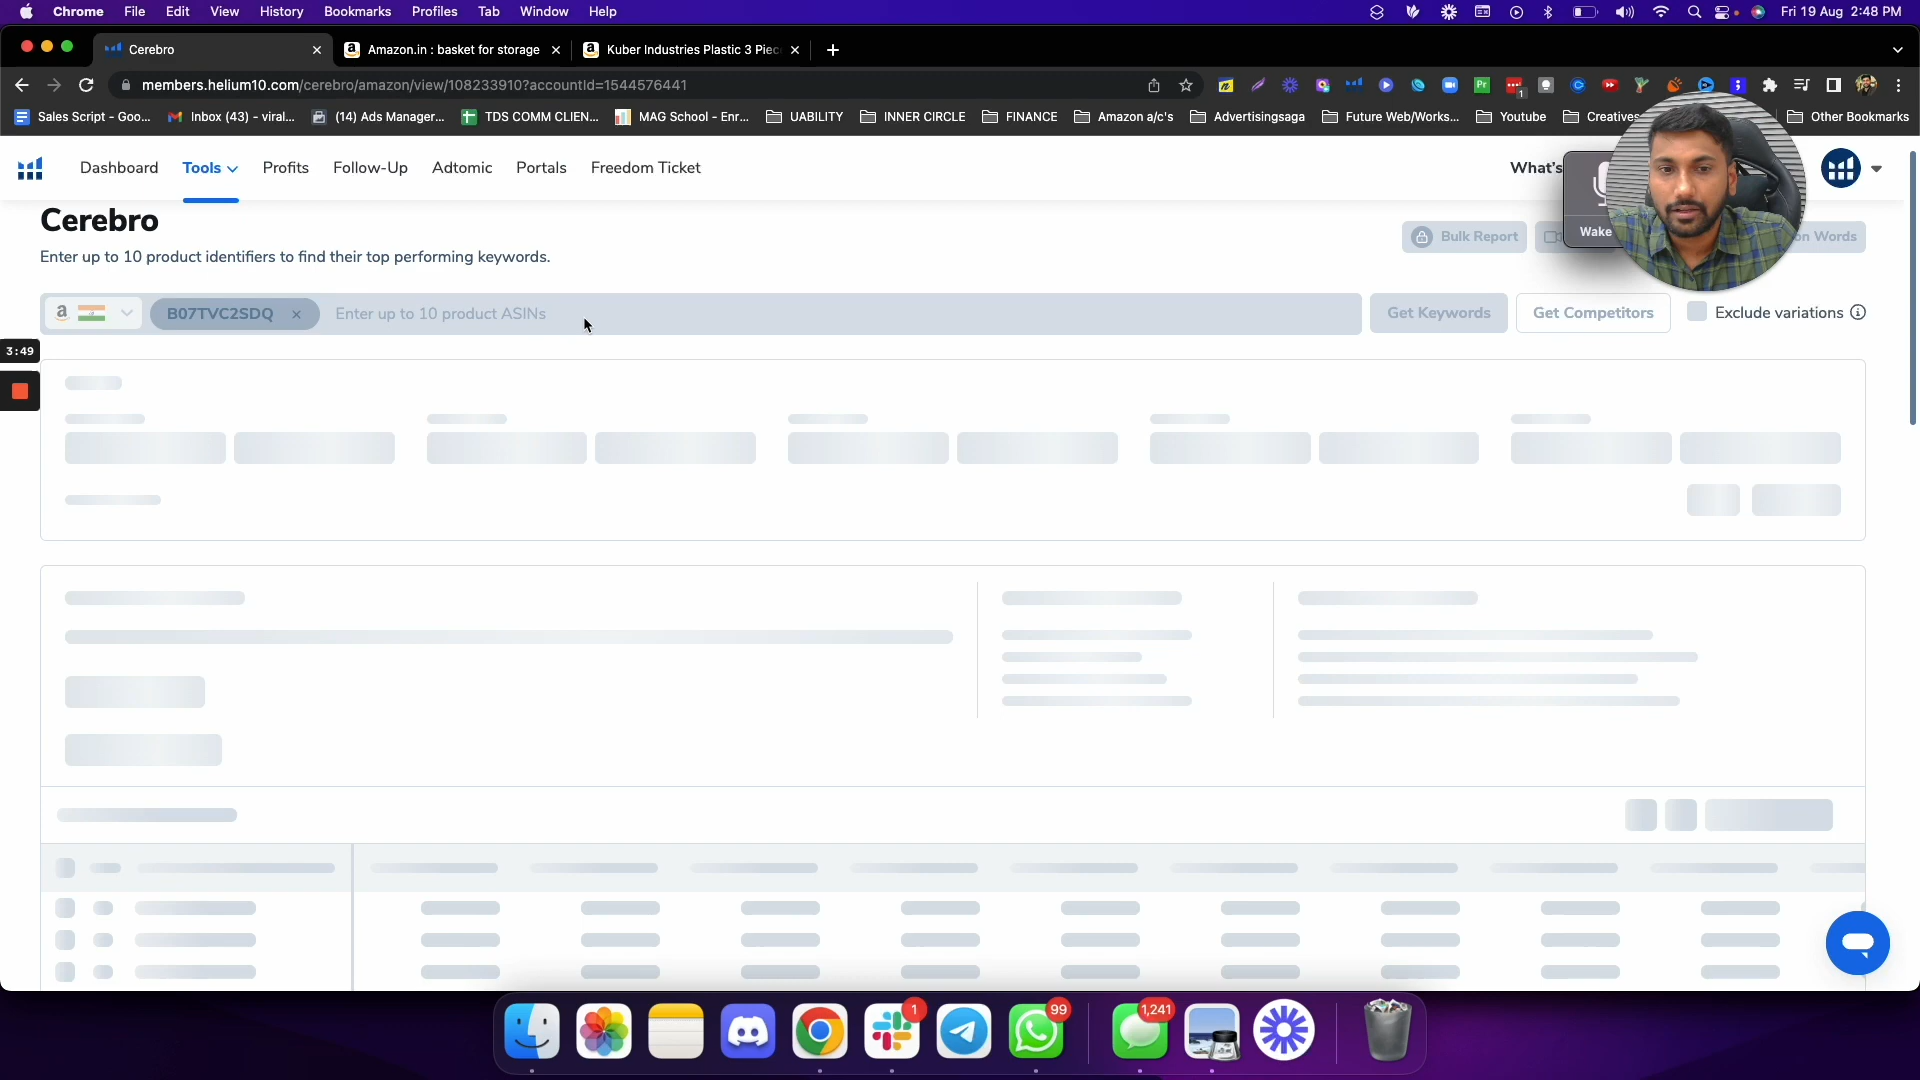 Chrome File Edit View History Bookmarks Profiles Tab Window Help Fri 19 Aug 2:48 PM
Cerebro Amazon.in : basket for storage Kuber Industries Plastic 3 Piec
members.helium10.com/cerebro/amazon/view/108233910?accountId=1544576441
Sales Script - Goo... Inbox (43) - viral... (14) Ads Manager... TDS COMM CLIEN... MAG School - Enr... UABILITY INNER CIRCLE FINANCE Amazon a/c's Advertisingsaga Future Web/Works... Youtube Creatives Other Bookmarks
Dashboard Tools Profits Follow-Up Adtomic Portals Freedom Ticket What's
Wake
Cerebro
Enter up to 10 product identifiers to find their top performing keywords.
Bulk Report on Words
B07TVC2SDQ Enter up to 10 product ASINs Get Keywords Get Competitors Exclude variations
3:49
1 99 1,241